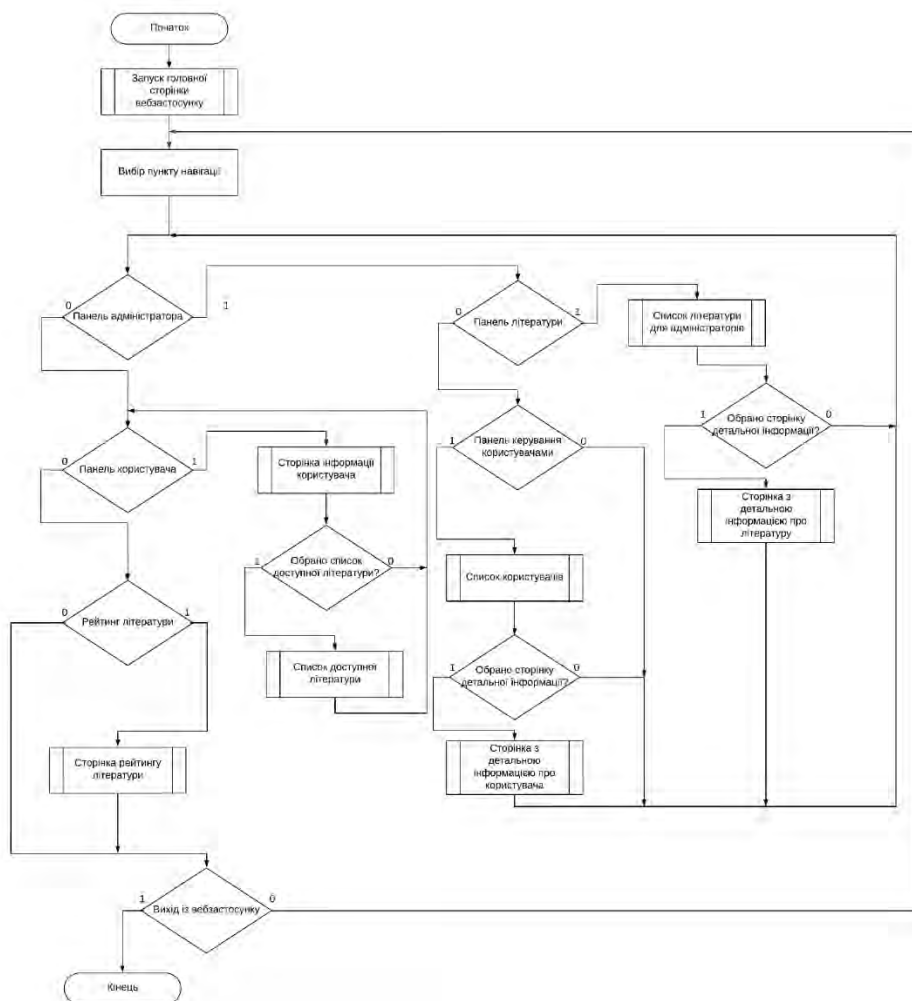 Початок
Запуск головної
сторінки
вебзастосунку
Вибір пункту навігації
0
Панель адміністратора
1
0
Панель літератури
1
Список літератури
для адміністраторів
1
Обрано сторінку
детальної інформації?
0
Сторінка з
детальною
інформацією про
літературу
0
Панель користувача
1
Сторінка інформації
користувача
1
Панель керування
користувачами
0
1
Обрано список
доступної літератури?
0
Список доступної
літератури
Список користувачів
1
Обрано сторінку
детальної інформації?
0
Сторінка з
детальною
інформацією про
користувача
0
Рейтинг літератури
1
Сторінка рейтингу
літератури
1
Вихід із вебзастосунку
0
Кінець